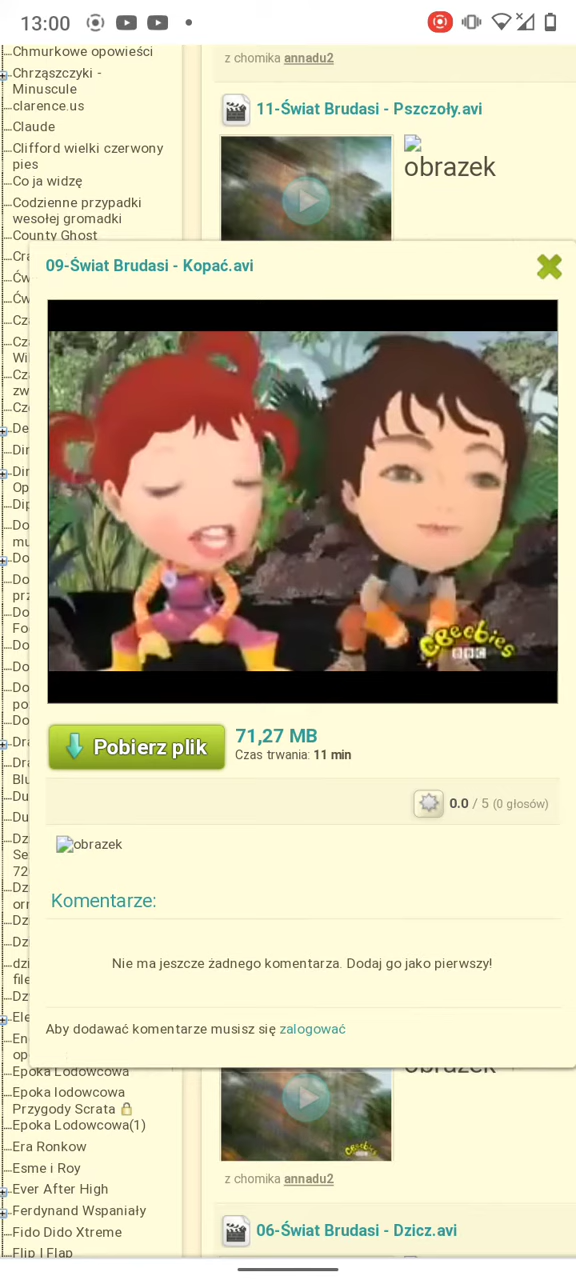 13:00
Chmurkowe opowieści
Chrząszczyki -
Minuscule
clarence.us
Claude
Clifford wielki czerwony
pies
Co ja widzę
Codzienne przypadki
wesołej gromadki
County Ghost
z chomika annadu2
11-Świat Brudasi - Pszczoły.avi
obrazek
09-Świat Brudasi - Kopać.avi
CBeebies
BBC
Pobierz plik
71,27 MB
Czas trwania: 11 min
0.0 / 5 (0 głosów)
obrazek
Komentarze:
Nie ma jeszcze żadnego komentarza. Dodaj go jako pierwszy!
Aby dodawać komentarze musisz się zalogować
Epoka Lodowcowa
Epoka lodowcowa
Przygody Scrata
Epoka Lodowcowa(1)
Era Ronkow
Esme i Roy
Ever After High
Ferdynand Wspaniały
Fido Dido Xtreme
Flip I Flap
obrazek
z chomika annadu2
06-Świat Brudasi - Dzicz.avi